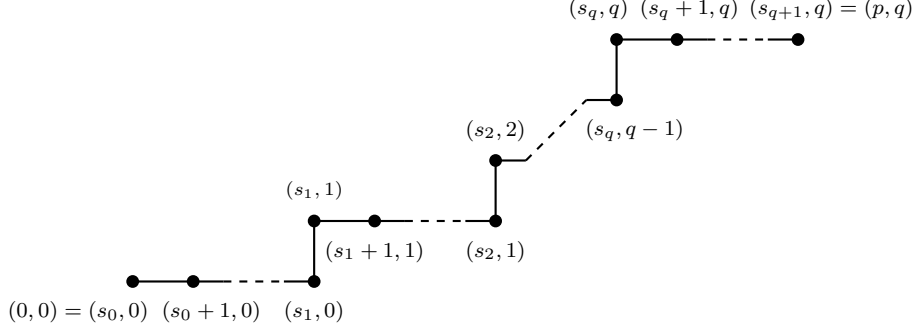 (s_q, q) (s_q + 1, q) (s_{q+1}, q) = (p, q)
(s_q, q − 1)
(s_2, 2)
(s_1, 1)
(s_1 + 1, 1) (s_2, 1)
(0, 0) = (s_0, 0) (s_0 + 1, 0) (s_1, 0)